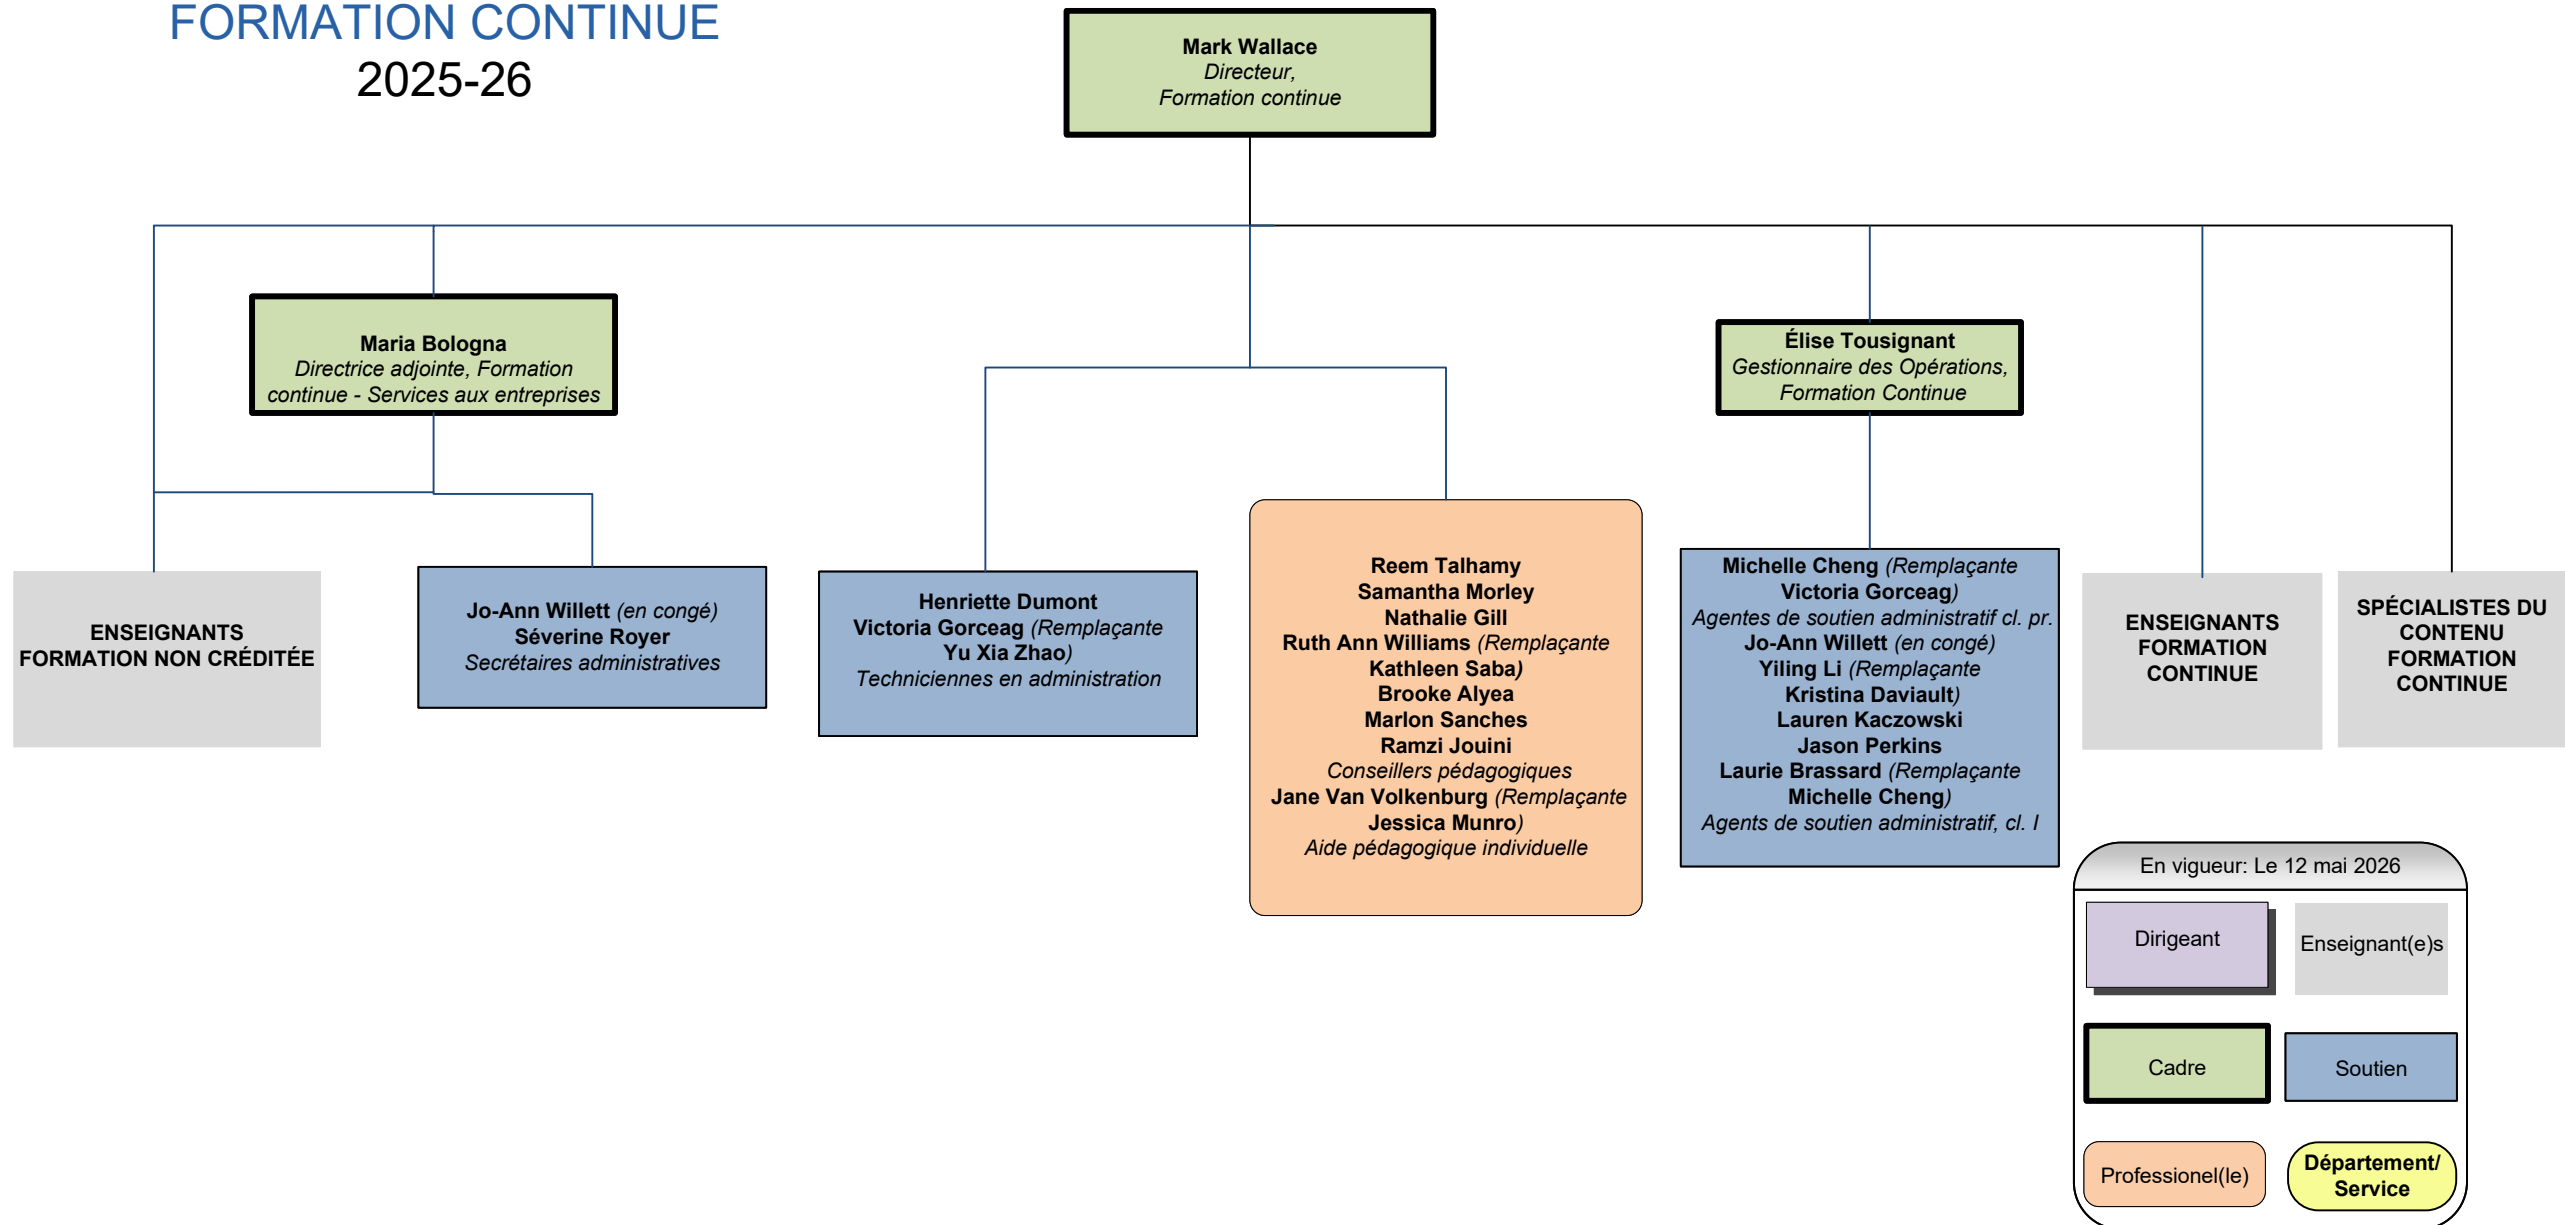 FORMATION CONTINUE
2025-26
Mark Wallace
Directeur,
Formation continue
Maria Bologna
Directrice adjointe, Formation
continue - Services aux entreprises
Élise Tousignant
Gestionnaire des Opérations,
Formation Continue
ENSEIGNANTS
FORMATION NON CRÉDITÉE
Jo-Ann Willett (en congé)
Séverine Royer
Secrétaires administratives
Henriette Dumont
Victoria Gorceag (Remplaçante
Yu Xia Zhao)
Techniciennes en administration
Reem Talhamy
Samantha Morley
Nathalie Gill
Ruth Ann Williams (Remplaçante
Kathleen Saba)
Brooke Alyea
Marlon Sanches
Ramzi Jouini
Conseillers pédagogiques
Jane Van Volkenburg (Remplaçante
Jessica Munro)
Aide pédagogique individuelle
Michelle Cheng (Remplaçante
Victoria Gorceag)
Agentes de soutien administratif cl. pr.
Jo-Ann Willett (en congé)
Yiling Li (Remplaçante
Kristina Daviault)
Lauren Kaczowski
Jason Perkins
Laurie Brassard (Remplaçante
Michelle Cheng)
Agents de soutien administratif, cl. I
ENSEIGNANTS
FORMATION
CONTINUE
SPÉCIALISTES DU
CONTENU
FORMATION
CONTINUE
En vigueur: Le 12 mai 2026
Dirigeant
Enseignant(e)s
Cadre
Soutien
Professionel(le)
Département/
Service